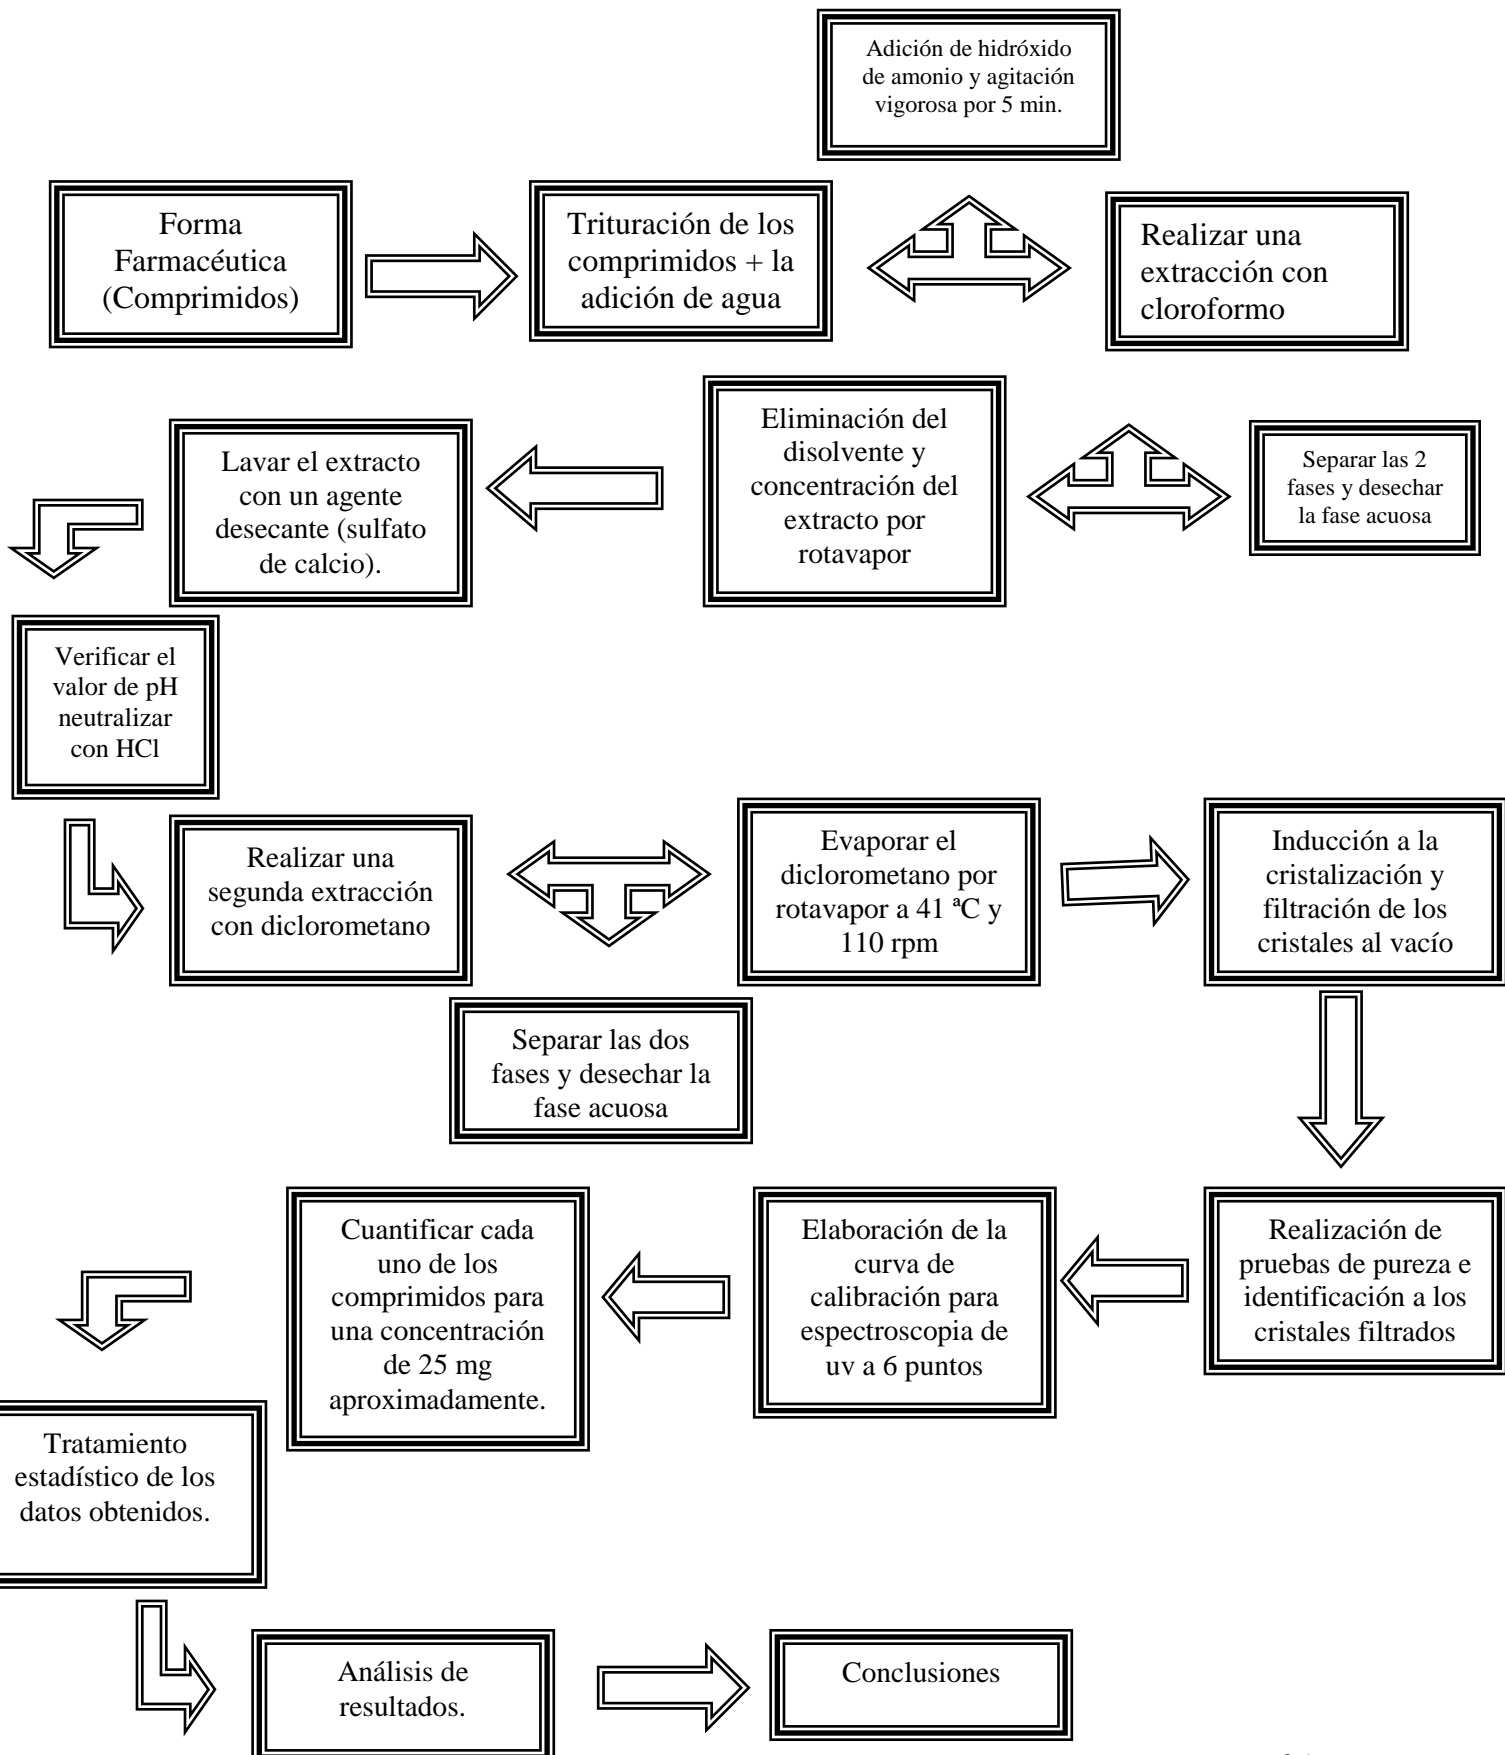 Adición de hidróxido
de amonio y agitación
vigorosa por 5 min.
Forma
Farmacéutica
(Comprimidos)
Trituración de los
comprimidos + la
adición de agua
Realizar una
extracción con
cloroformo
Lavar el extracto
con un agente
desecante (sulfato
de calcio).
Eliminación del
disolvente y
concentración del
extracto por
rotavapor
Separar las 2
fases y desechar
la fase acuosa
Verificar el
valor de pH
neutralizar
con HCl
Realizar una
segunda extracción
con diclorometano
Evaporar el
diclorometano por
rotavapor a 41 ªC y
110 rpm
Inducción a la
cristalización y
filtración de los
cristales al vacío
Separar las dos
fases y desechar la
fase acuosa
Cuantificar cada
uno de los
comprimidos para
una concentración
de 25 mg
aproximadamente.
Elaboración de la
curva de
calibración para
espectroscopia de
uv a 6 puntos
Realización de
pruebas de pureza e
identificación a los
cristales filtrados
Tratamiento
estadístico de los
datos obtenidos.
Análisis de
resultados.
Conclusiones